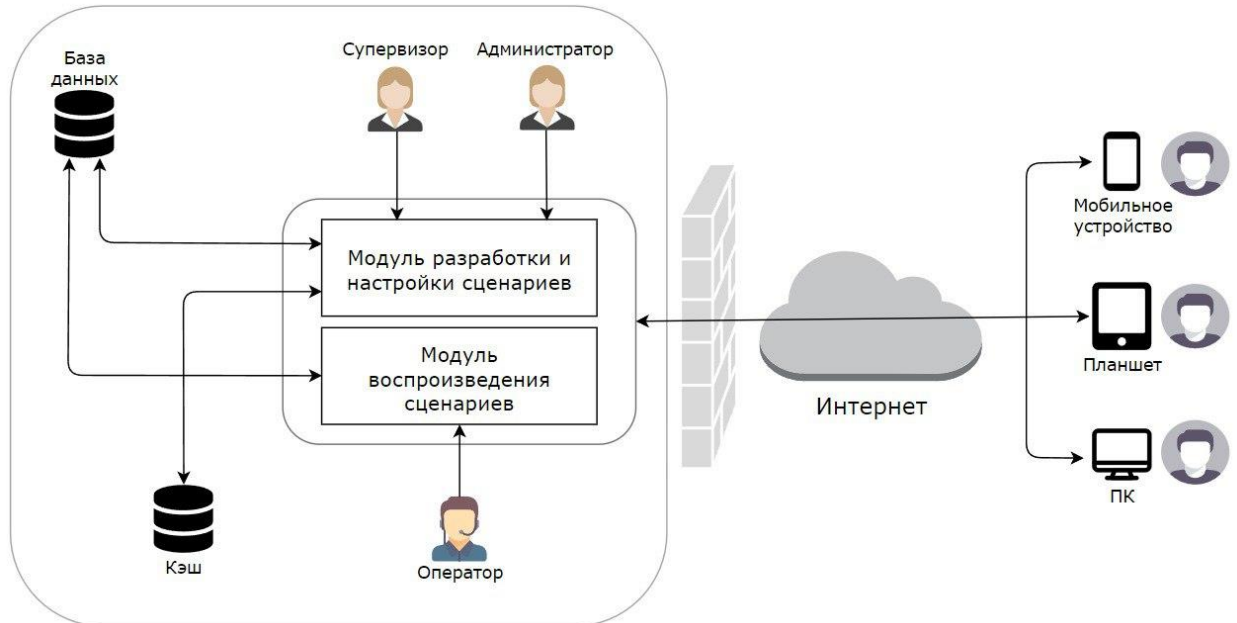 База
данных
Супервизор
Администратор
Модуль разработки и
настройки сценариев
Модуль
воспроизведения
сценариев
Кэш
Оператор
Интернет
Мобильное
устройство
Планшет
ПК